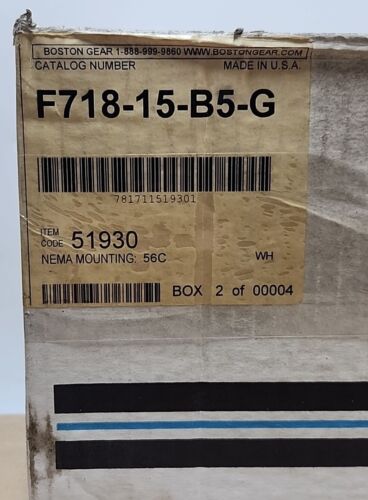 BOSTON GEAR 1-888-999-9860 WWW.BOSTONGEAR.COM
CATALOG NUMBER MADE IN U.S.A.
F718-15-B5-G
781711519301
ITEM
CODE 51930
NEMA MOUNTING: 56C WH
BOX 2 of 00004